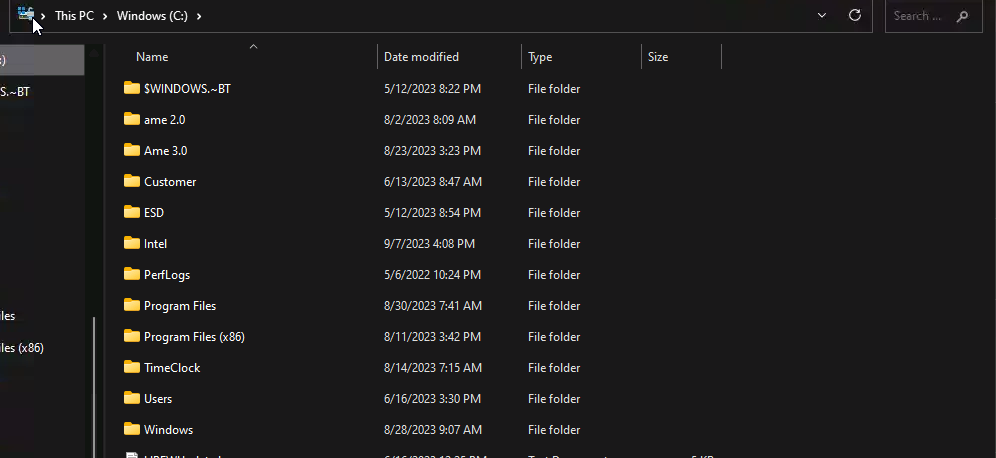 This PC > Windows (C:) >
Search ...
:)
Name Date modified Type Size
S.~BT
$WINDOWS.~BT 5/12/2023 8:22 PM File folder
ame 2.0 8/2/2023 8:09 AM File folder
Ame 3.0 8/23/2023 3:23 PM File folder
Customer 6/13/2023 8:47 AM File folder
ESD 5/12/2023 8:54 PM File folder
Intel 9/7/2023 4:08 PM File folder
PerfLogs 5/6/2022 10:24 PM File folder
Program Files 8/30/2023 7:41 AM File folder
iles
Program Files (x86) 8/11/2023 3:42 PM File folder
iles (x86)
TimeClock 8/14/2023 7:15 AM File folder
Users 6/16/2023 3:30 PM File folder
Windows 8/28/2023 9:07 AM File folder